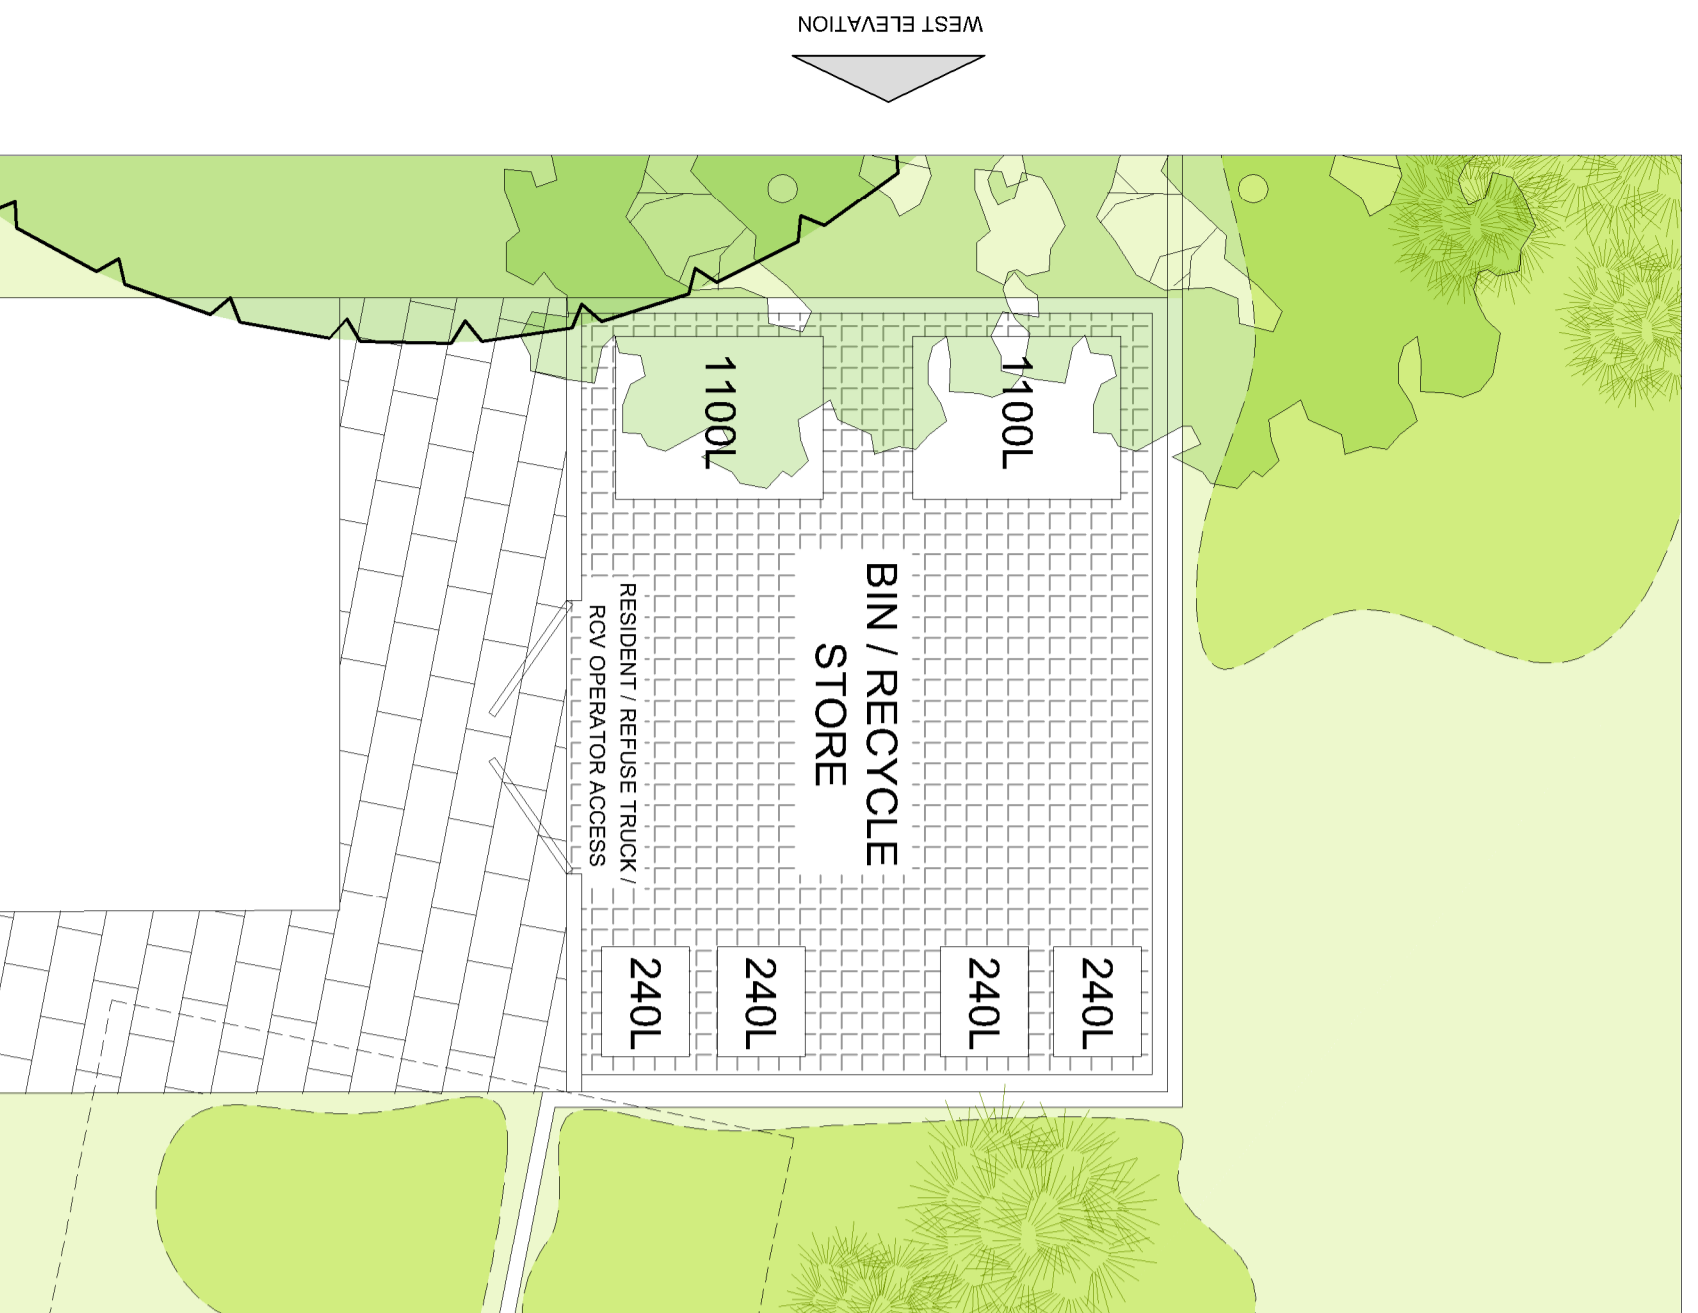 WEST ELEVATION
1100L
1100L
BIN / RECYCLE
STORE
RESIDENT / REFUSE TRUCK /
RCV OPERATOR ACCESS
240L
240L
240L
240L